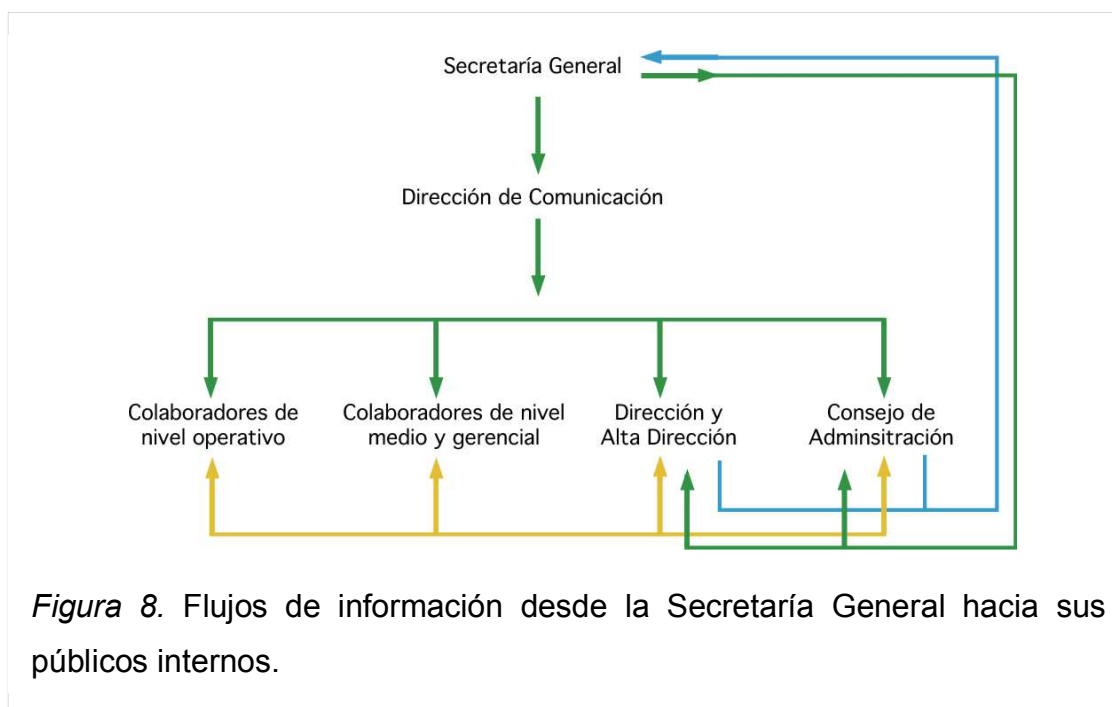 Secretaría General
Dirección de Comunicación
Colaboradores de
nivel operativo
Colaboradores de nivel
medio y gerencial
Dirección y
Alta Dirección
Consejo de
Adminsitración
Figura 8. Flujos de información desde la Secretaría General hacia sus
públicos internos.